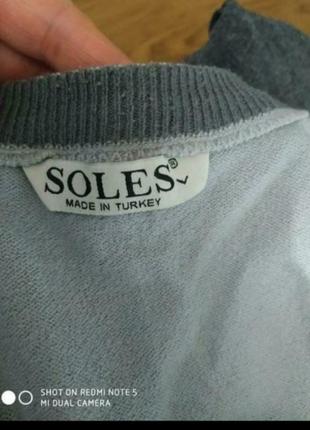 SOLES®
MADE IN TURKEY
SHOT ON REDMI NOTE 5
MI DUAL CAMERA